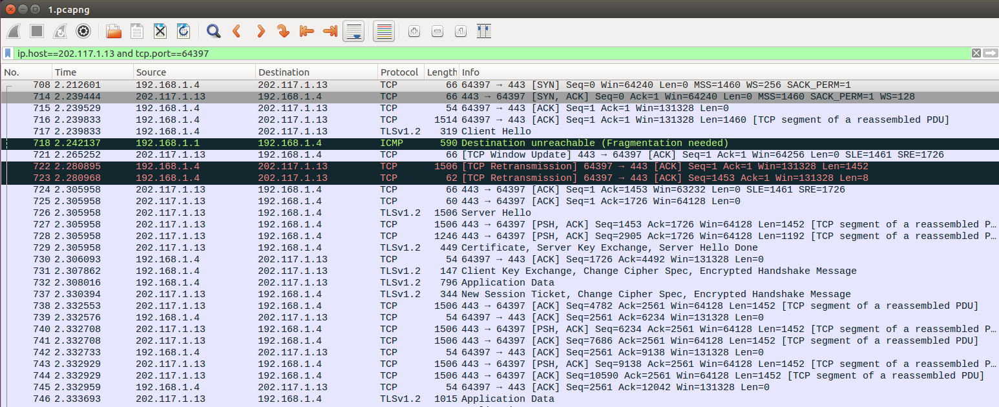 1.pcapng
ip.host==202.117.1.13 and tcp.port==64397
No. Time Source Destination Protocol Length Info
708 2.212601 192.168.1.4 202.117.1.13 TCP 66 64397 → 443 [SYN] Seq=0 Win=64240 Len=0 MSS=1460 WS=256 SACK_PERM=1
714 2.239444 202.117.1.13 192.168.1.4 TCP 66 443 → 64397 [SYN, ACK] Seq=0 Ack=1 Win=64240 Len=0 MSS=1460 SACK_PERM=1 WS=128
715 2.239529 192.168.1.4 202.117.1.13 TCP 54 64397 → 443 [ACK] Seq=1 Ack=1 Win=131328 Len=0
716 2.239833 192.168.1.4 202.117.1.13 TCP 1514 64397 → 443 [ACK] Seq=1 Ack=1 Win=131328 Len=1460 [TCP segment of a reassembled PDU]
717 2.239833 192.168.1.4 202.117.1.13 TLSv1.2 319 Client Hello
718 2.242137 192.168.1.1 192.168.1.4 ICMP 590 Destination unreachable (Fragmentation needed)
721 2.265252 202.117.1.13 192.168.1.4 TCP 66 [TCP Window Update] 443 → 64397 [ACK] Seq=1 Ack=1 Win=64256 Len=0 SLE=1461 SRE=1726
722 2.280895 192.168.1.4 202.117.1.13 TCP 1506 [TCP Retransmission] 64397 → 443 [ACK] Seq=1 Ack=1 Win=131328 Len=1452
723 2.280968 192.168.1.4 202.117.1.13 TCP 62 [TCP Retransmission] 64397 → 443 [ACK] Seq=1453 Ack=1 Win=131328 Len=8
724 2.305958 202.117.1.13 192.168.1.4 TCP 66 443 → 64397 [ACK] Seq=1 Ack=1453 Win=63232 Len=0 SLE=1461 SRE=1726
725 2.305958 202.117.1.13 192.168.1.4 TCP 60 443 → 64397 [ACK] Seq=1 Ack=1726 Win=64128 Len=0
726 2.305958 202.117.1.13 192.168.1.4 TLSv1.2 1506 Server Hello
727 2.305958 202.117.1.13 192.168.1.4 TCP 1506 443 → 64397 [PSH, ACK] Seq=1453 Ack=1726 Win=64128 Len=1452 [TCP segment of a reassembled P…
728 2.305958 202.117.1.13 192.168.1.4 TCP 1246 443 → 64397 [PSH, ACK] Seq=2905 Ack=1726 Win=64128 Len=1192 [TCP segment of a reassembled P…
729 2.305958 202.117.1.13 192.168.1.4 TLSv1.2 449 Certificate, Server Key Exchange, Server Hello Done
730 2.306093 192.168.1.4 202.117.1.13 TCP 54 64397 → 443 [ACK] Seq=1726 Ack=4492 Win=131328 Len=0
731 2.307862 192.168.1.4 202.117.1.13 TLSv1.2 147 Client Key Exchange, Change Cipher Spec, Encrypted Handshake Message
732 2.308016 192.168.1.4 202.117.1.13 TLSv1.2 796 Application Data
737 2.330394 202.117.1.13 192.168.1.4 TLSv1.2 344 New Session Ticket, Change Cipher Spec, Encrypted Handshake Message
738 2.332553 202.117.1.13 192.168.1.4 TCP 1506 443 → 64397 [ACK] Seq=4782 Ack=2561 Win=64128 Len=1452 [TCP segment of a reassembled PDU]
739 2.332576 192.168.1.4 202.117.1.13 TCP 54 64397 → 443 [ACK] Seq=2561 Ack=6234 Win=131328 Len=0
740 2.332708 202.117.1.13 192.168.1.4 TCP 1506 443 → 64397 [PSH, ACK] Seq=6234 Ack=2561 Win=64128 Len=1452 [TCP segment of a reassembled P…
741 2.332708 202.117.1.13 192.168.1.4 TCP 1506 443 → 64397 [ACK] Seq=7686 Ack=2561 Win=64128 Len=1452 [TCP segment of a reassembled PDU]
742 2.332733 192.168.1.4 202.117.1.13 TCP 54 64397 → 443 [ACK] Seq=2561 Ack=9138 Win=131328 Len=0
743 2.332929 202.117.1.13 192.168.1.4 TCP 1506 443 → 64397 [PSH, ACK] Seq=9138 Ack=2561 Win=64128 Len=1452 [TCP segment of a reassembled P…
744 2.332929 202.117.1.13 192.168.1.4 TCP 1506 443 → 64397 [ACK] Seq=10590 Ack=2561 Win=64128 Len=1452 [TCP segment of a reassembled PDU]
745 2.332959 192.168.1.4 202.117.1.13 TCP 54 64397 → 443 [ACK] Seq=2561 Ack=12042 Win=131328 Len=0
746 2.333693 202.117.1.13 192.168.1.4 TLSv1.2 1015 Application Data